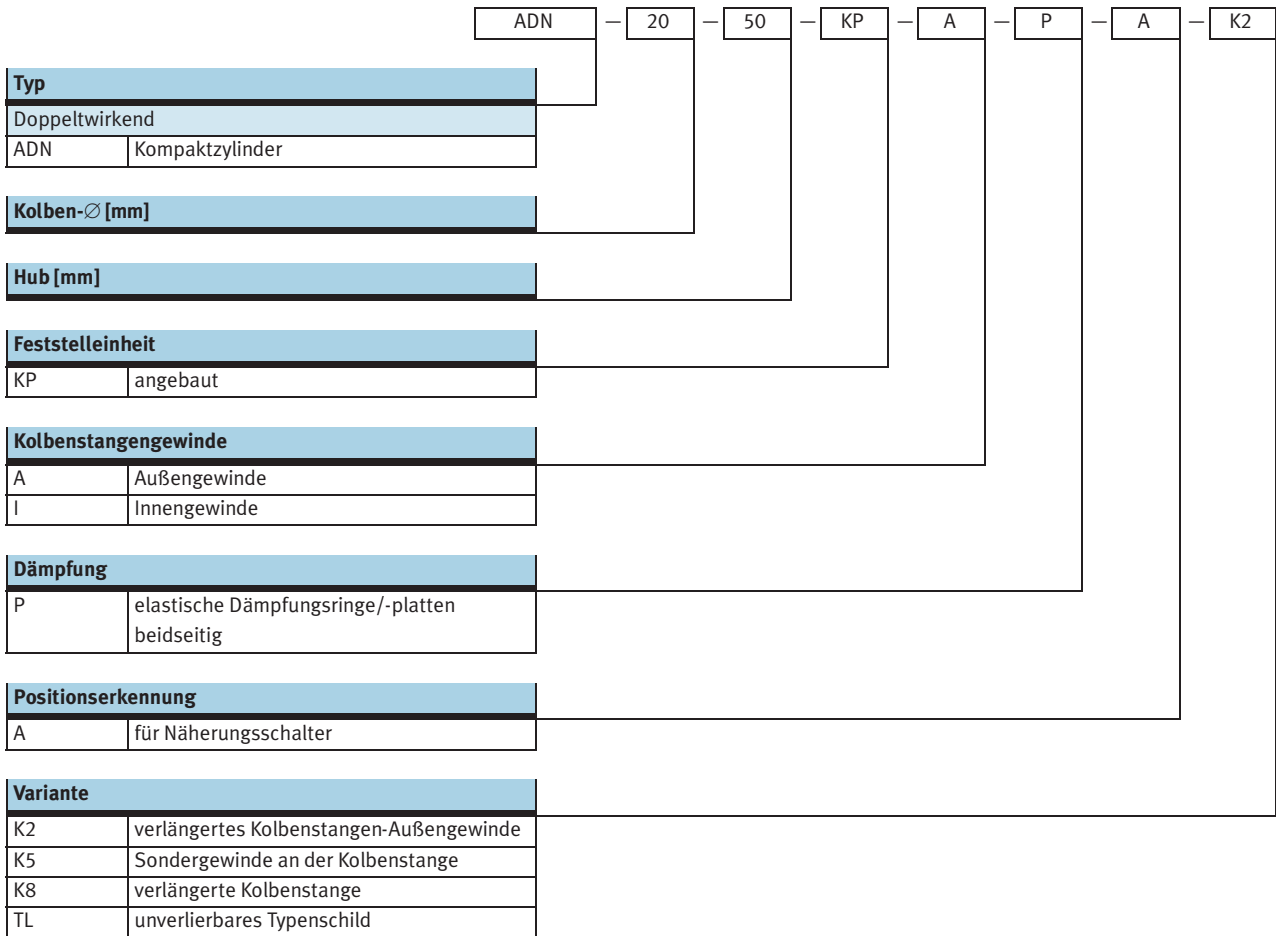 ADN — 20 — 50 — KP — A — P — A — K2
Typ
Doppeltwirkend
ADN Kompaktzylinder
Kolben-∅ [mm]
Hub [mm]
Feststelleinheit
KP angebaut
Kolbenstangengewinde
A Außengewinde
I Innengewinde
Dämpfung
P elastische Dämpfungsringe/-platten
beidseitig
Positionserkennung
A für Näherungsschalter
Variante
K2 verlängertes Kolbenstangen-Außengewinde
K5 Sondergewinde an der Kolbenstange
K8 verlängerte Kolbenstange
TL unverlierbares Typenschild